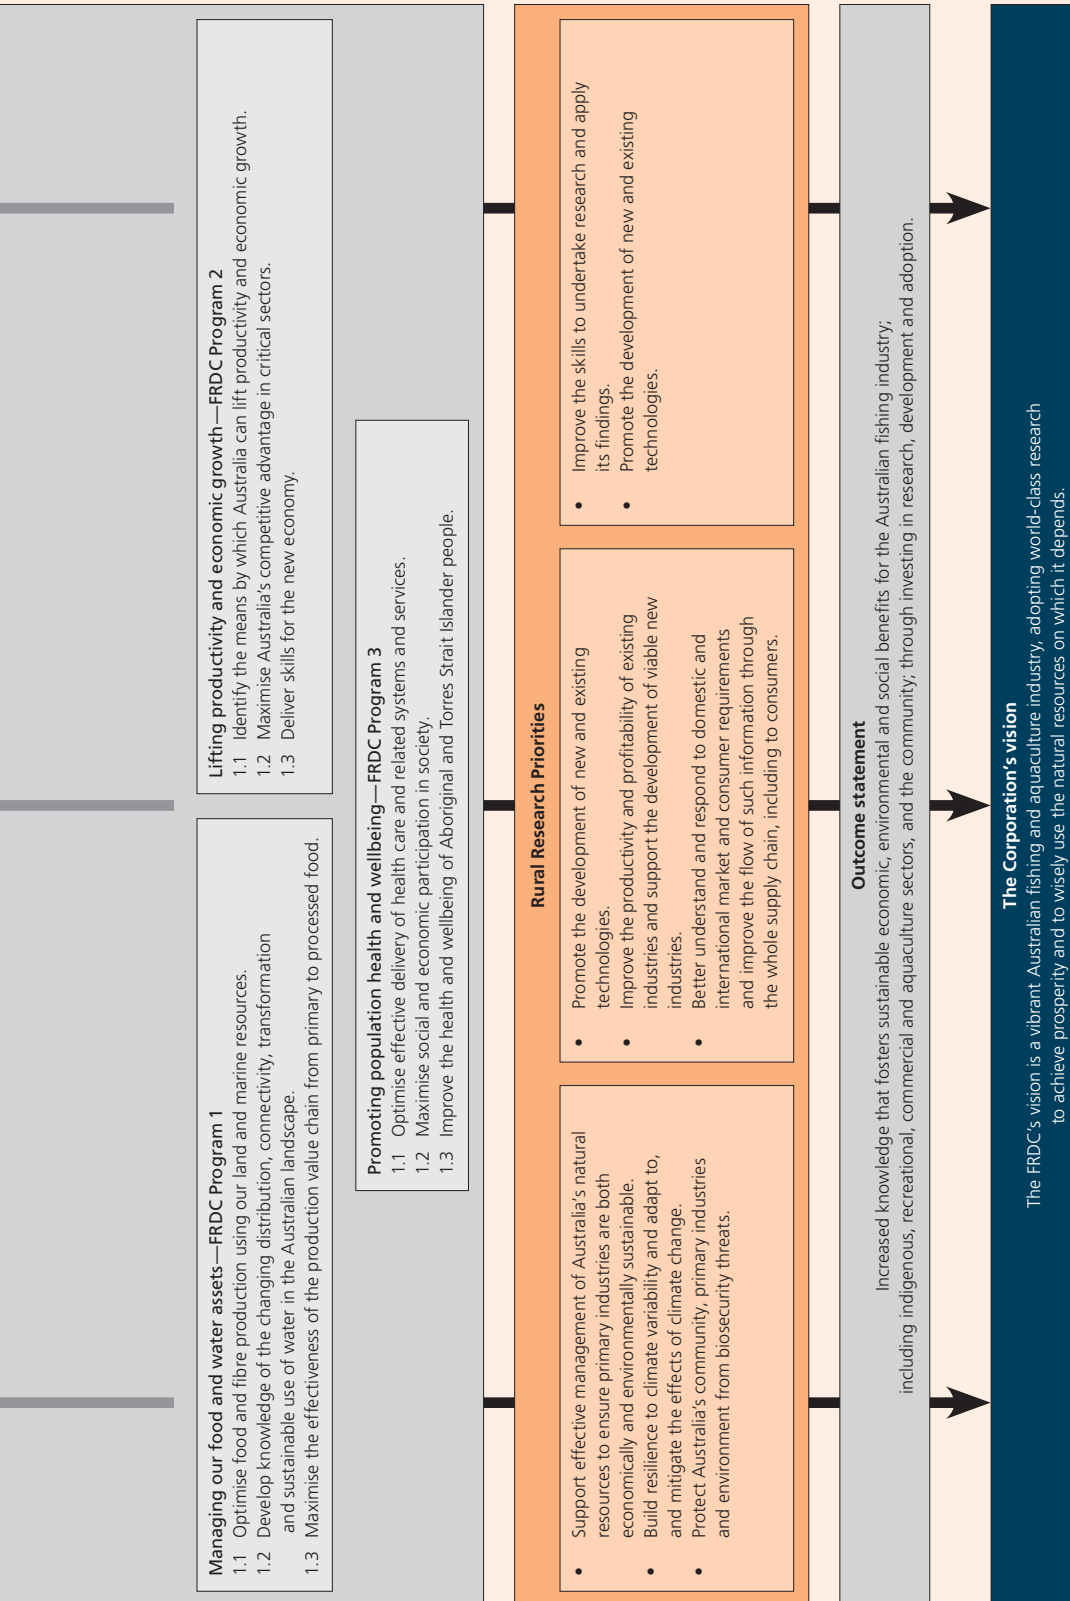 Managing our food and water assets—FRDC Program 1
1.1 Optimise food and fibre production using our land and marine resources.
1.2 Develop knowledge of the changing distribution, connectivity, transformation
and sustainable use of water in the Australian landscape.
1.3 Maximise the effectiveness of the production value chain from primary to processed food.
Lifting productivity and economic growth—FRDC Program 2
1.1 Identify the means by which Australia can lift productivity and economic growth.
1.2 Maximise Australia's competitive advantage in critical sectors.
1.3 Deliver skills for the new economy.
Promoting population health and wellbeing—FRDC Program 3
1.1 Optimise effective delivery of health care and related systems and services.
1.2 Maximise social and economic participation in society.
1.3 Improve the health and wellbeing of Aboriginal and Torres Strait Islander people.
Rural Research Priorities
• Support effective management of Australia's natural
resources to ensure primary industries are both
economically and environmentally sustainable.
• Build resilience to climate variability and adapt to,
and mitigate the effects of climate change.
• Protect Australia's community, primary industries
and environment from biosecurity threats.
• Promote the development of new and existing
technologies.
• Improve the productivity and profitability of existing
industries and support the development of viable new
industries.
• Better understand and respond to domestic and
international market and consumer requirements
and improve the flow of such information through
the whole supply chain, including to consumers.
• Improve the skills to undertake research and apply
its findings.
• Promote the development of new and existing
technologies.
Outcome statement
Increased knowledge that fosters sustainable economic, environmental and social benefits for the Australian fishing industry;
including indigenous, recreational, commercial and aquaculture sectors, and the community; through investing in research, development and adoption.
The Corporation's vision
The FRDC's vision is a vibrant Australian fishing and aquaculture industry, adopting world-class research
to achieve prosperity and to wisely use the natural resources on which it depends.